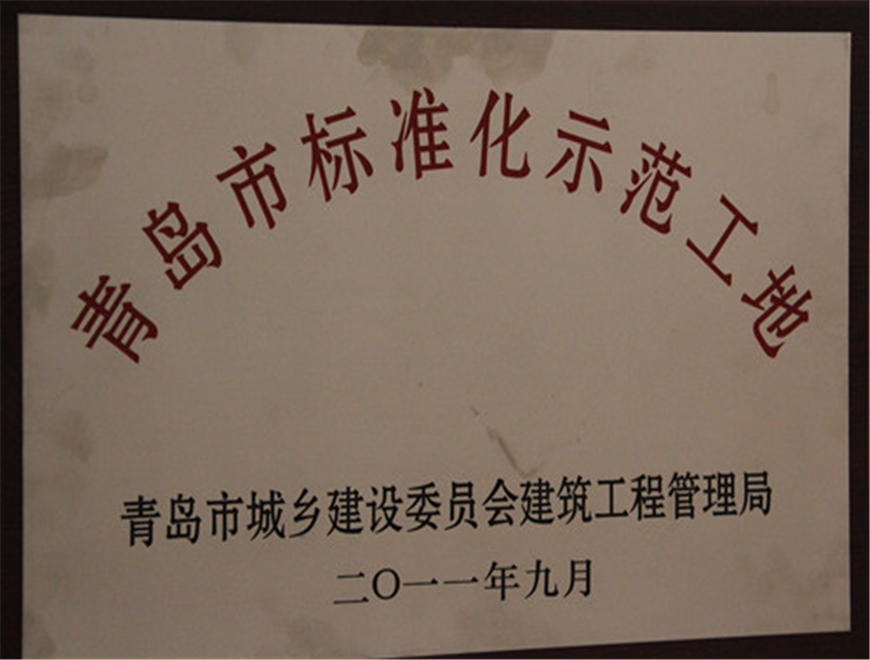 青岛市标准化示范工地
青岛市城乡建设委员会建筑工程管理局
二〇一一年九月